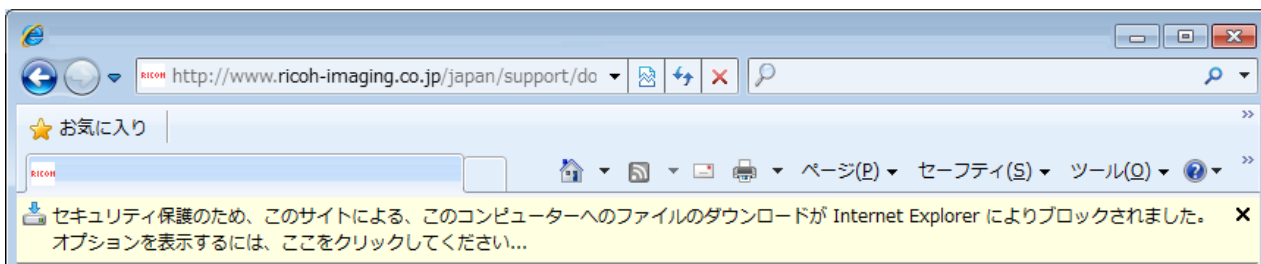 RICOH http://www.ricoh-imaging.co.jp/japan/support/do
お気に入り
RICOH ページ(P) セーフティ(S) ツール(O)
セキュリティ保護のため、このサイトによる、このコンピューターへのファイルのダウンロードが Internet Explorer によりブロックされました。
オプションを表示するには、ここをクリックしてください...